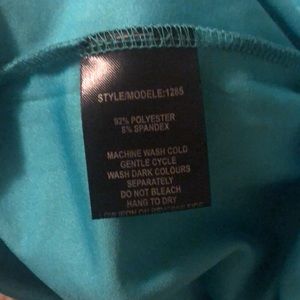 STYLE/MODELE:1285
92% POLYESTER
8% SPANDEX
MACHINE WASH COLD
GENTLE CYCLE
WASH DARK COLOURS
SEPARATELY
DO NOT BLEACH
HANG TO DRY